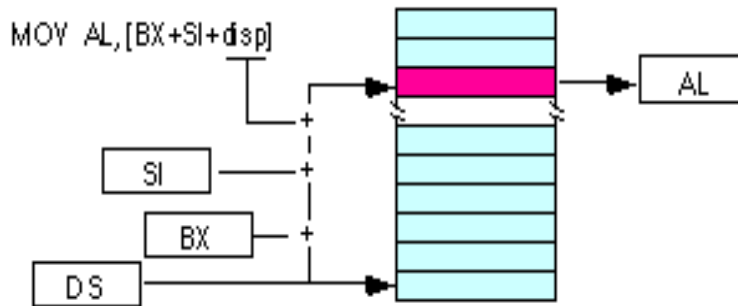 MOV AL,[BX+SI+disp]
AL
+
SI
+
BX
+
DS